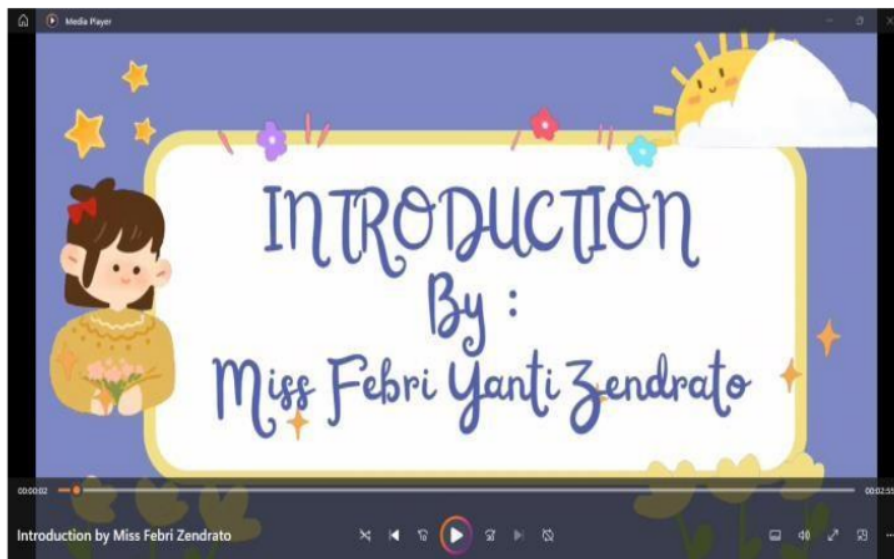 Media Player
INTRODUCTION
By :
Miss Febri Yanti Zendrato
00:00:02
00:02:55
Introduction by Miss Febri Zendrato